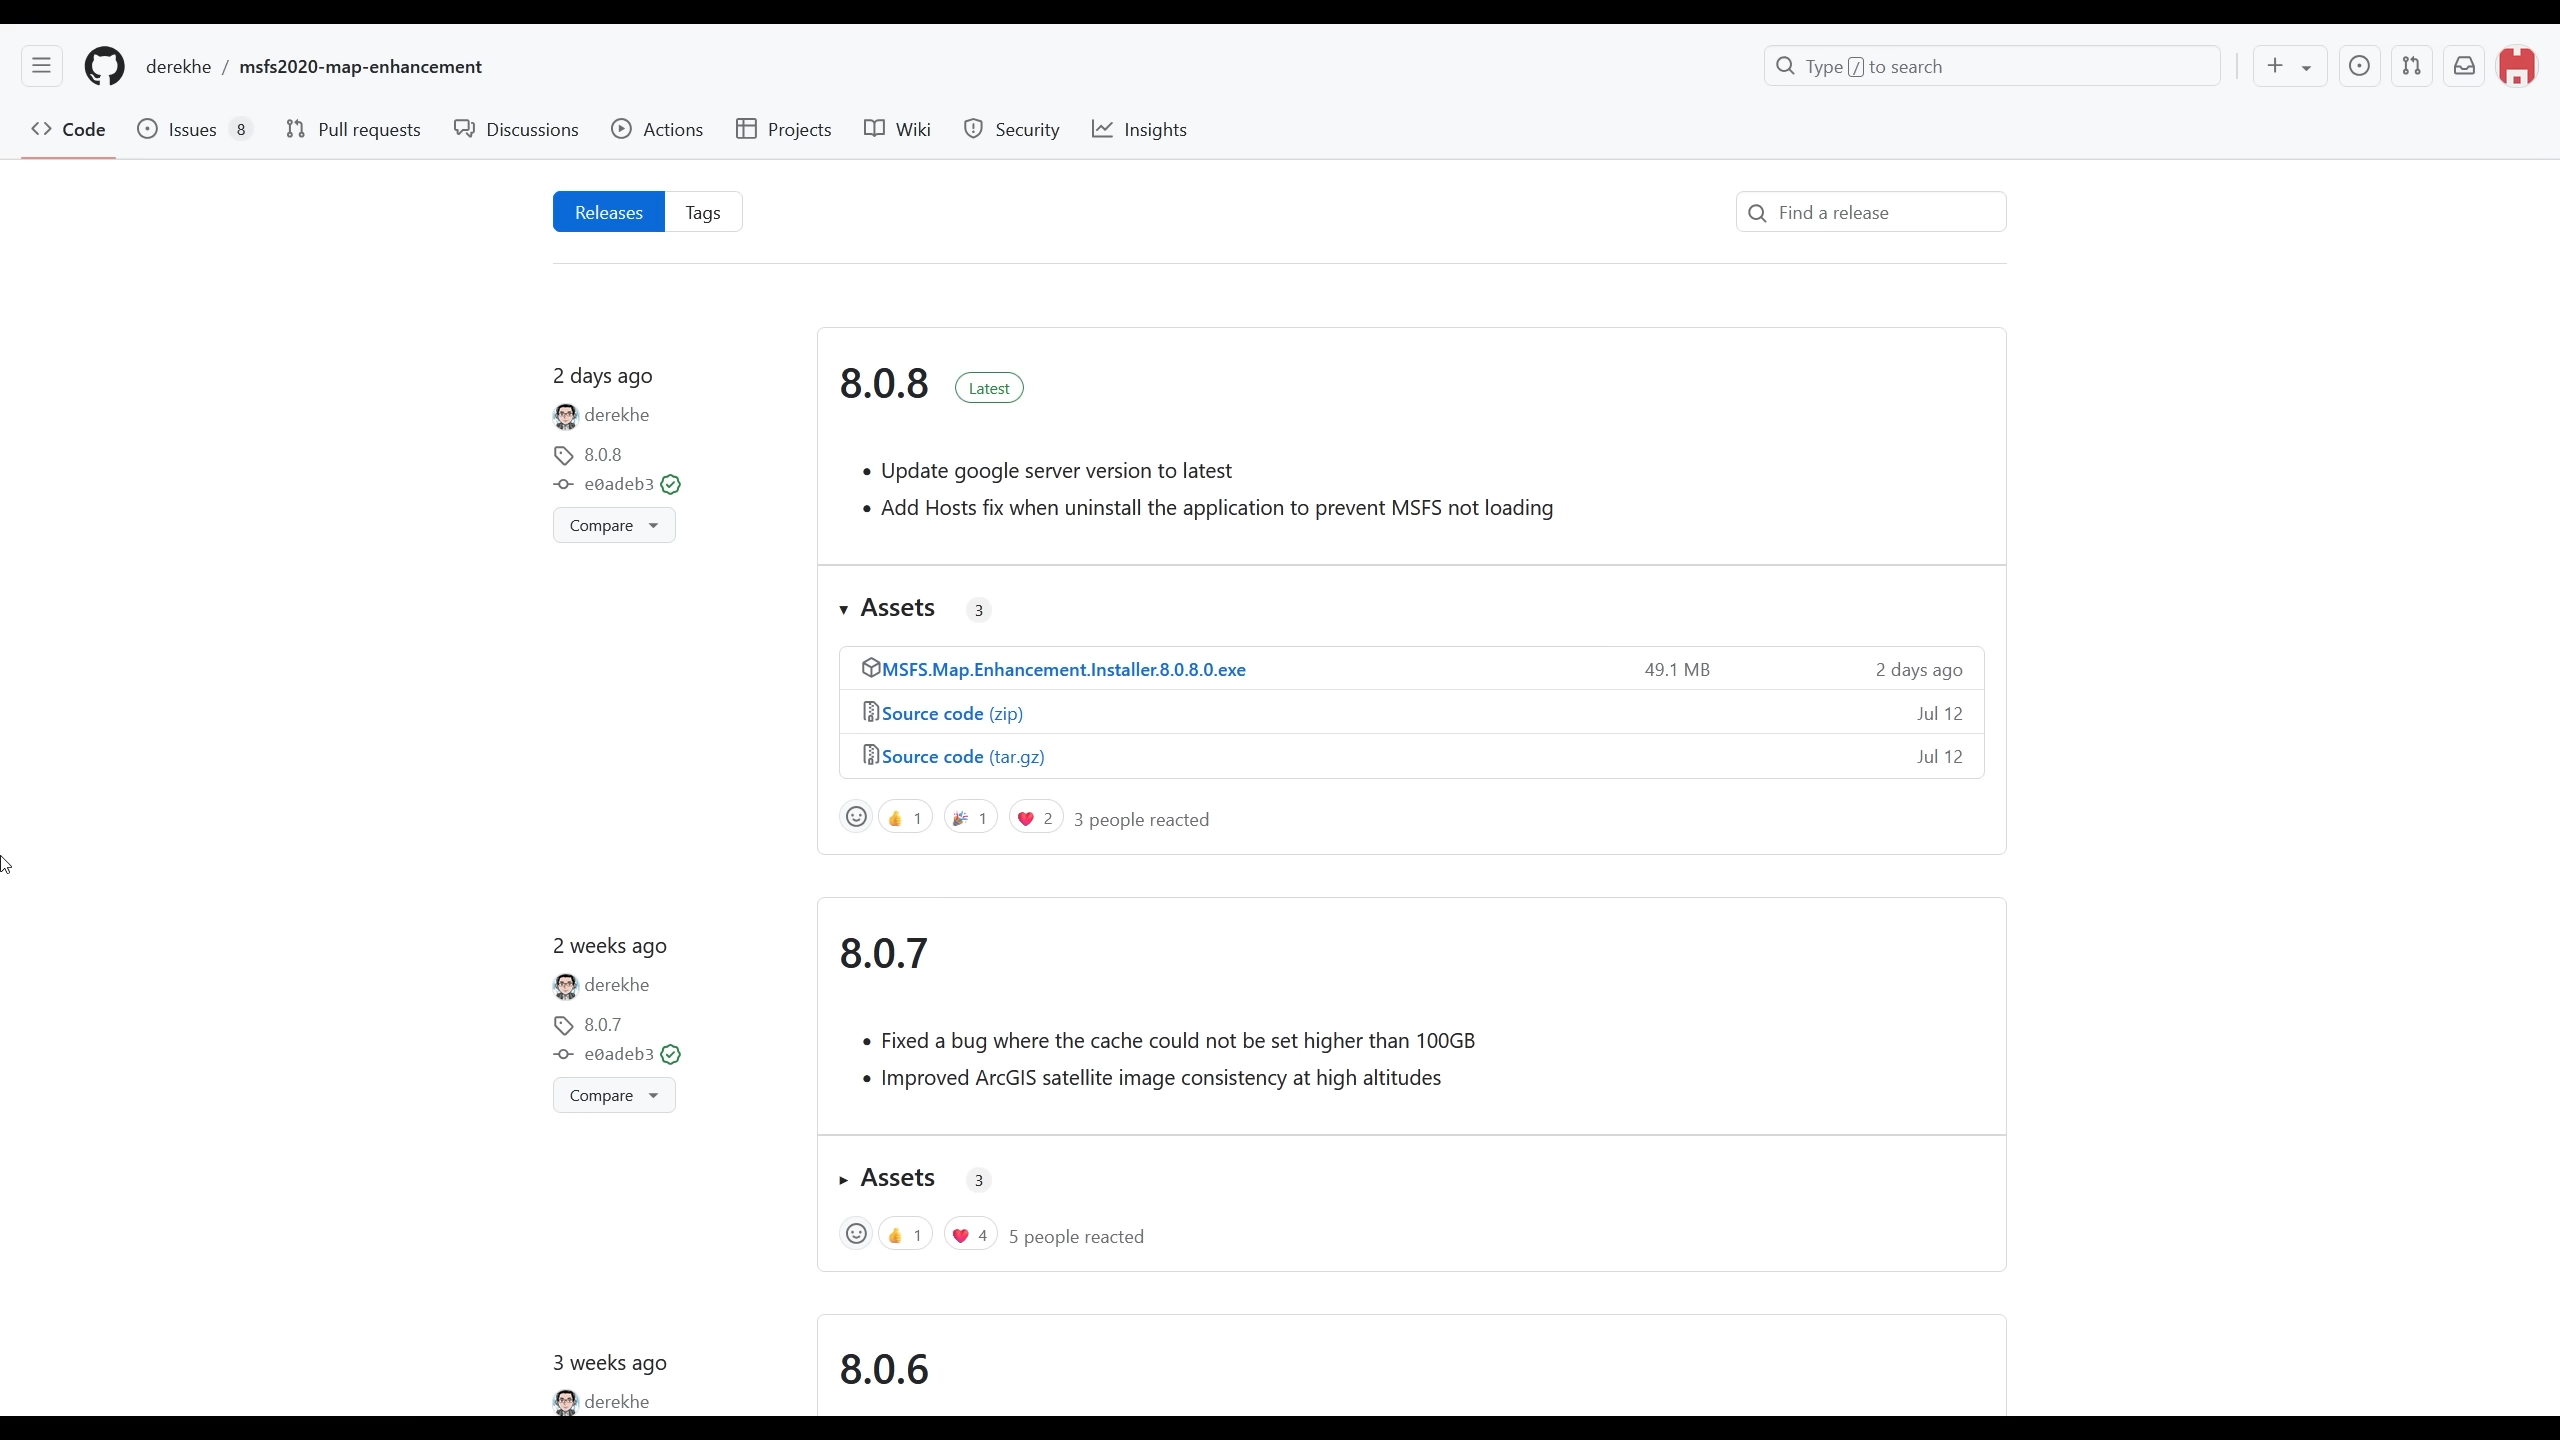 derekhe / msfs2020-map-enhancement
Type / to search
Code
Issues 8
Pull requests
Discussions
Actions
Projects
Wiki
Security
Insights
Releases
Tags
Find a release
2 days ago
derekhe
8.0.8
e0adeb3
Compare
8.0.8 Latest
• Update google server version to latest
• Add Hosts fix when uninstall the application to prevent MSFS not loading
Assets 3
MSFS.Map.Enhancement.Installer.8.0.8.0.exe 49.1 MB 2 days ago
Source code (zip) Jul 12
Source code (tar.gz) Jul 12
👍 1 🎉 1 ❤️ 2 3 people reacted
2 weeks ago
derekhe
8.0.7
e0adeb3
Compare
8.0.7
• Fixed a bug where the cache could not be set higher than 100GB
• Improved ArcGIS satellite image consistency at high altitudes
Assets 3
👍 1 ❤️ 4 5 people reacted
3 weeks ago
derekhe
8.0.6